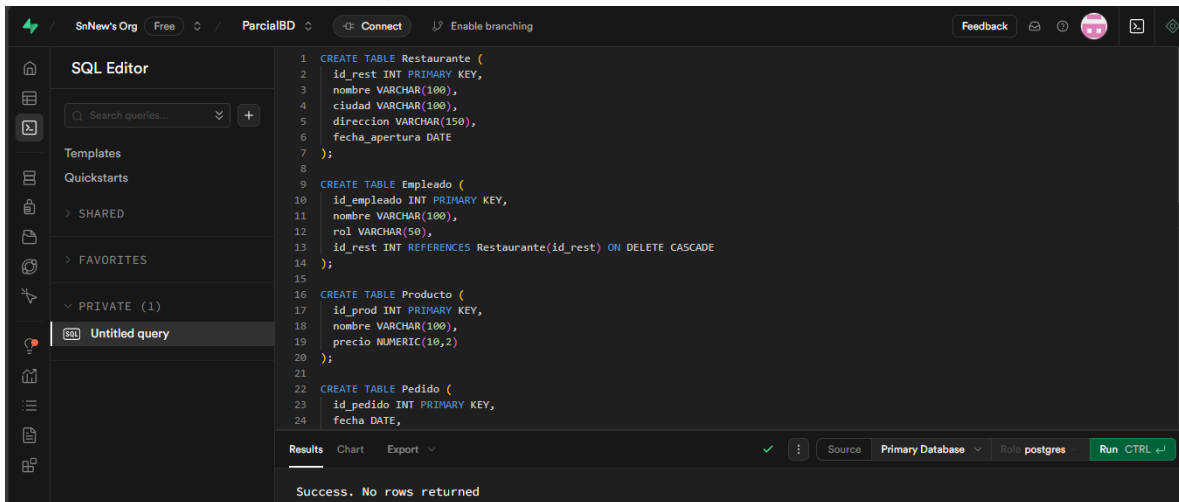 SnNew's Org Free / ParcialBD Connect Enable branching Feedback
SQL Editor
Search queries...
Templates
Quickstarts
> SHARED
> FAVORITES
PRIVATE (1)
SQL Untitled query
1 CREATE TABLE Restaurante (
2 id_rest INT PRIMARY KEY,
3 nombre VARCHAR(100),
4 ciudad VARCHAR(100),
5 direccion VARCHAR(150),
6 fecha_apertura DATE
7 );
8
9 CREATE TABLE Empleado (
10 id_empleado INT PRIMARY KEY,
11 nombre VARCHAR(100),
12 rol VARCHAR(50),
13 id_rest INT REFERENCES Restaurante(id_rest) ON DELETE CASCADE
14 );
15
16 CREATE TABLE Producto (
17 id_prod INT PRIMARY KEY,
18 nombre VARCHAR(100),
19 precio NUMERIC(10,2)
20 );
21
22 CREATE TABLE Pedido (
23 id_pedido INT PRIMARY KEY,
24 fecha DATE,
Results Chart Export Source Primary Database Role postgres Run CTRL
Success. No rows returned